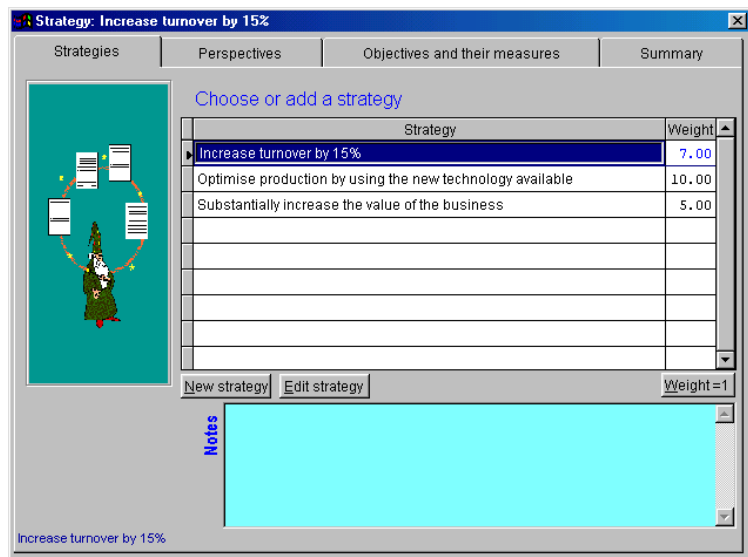 Strategy: Increase turnover by 15%
Strategies Perspectives Objectives and their measures Summary
Choose or add a strategy
Strategy Weight
Increase turnover by 15% 7.00
Optimise production by using the new technology available 10.00
Substantially increase the value of the business 5.00
New strategy Edit strategy Weight=1
Notes
Increase turnover by 15%